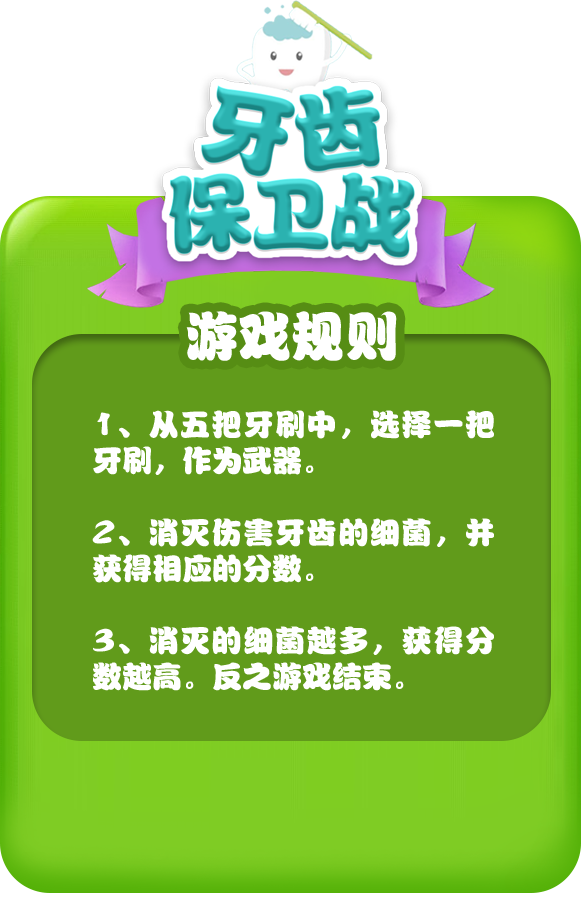 牙齿
保卫战
游戏规则
1、从五把牙刷中，选择一把
牙刷，作为武器。
2、消灭伤害牙齿的细菌，并
获得相应的分数。
3、消灭的细菌越多，获得分
数越高。反之游戏结束。